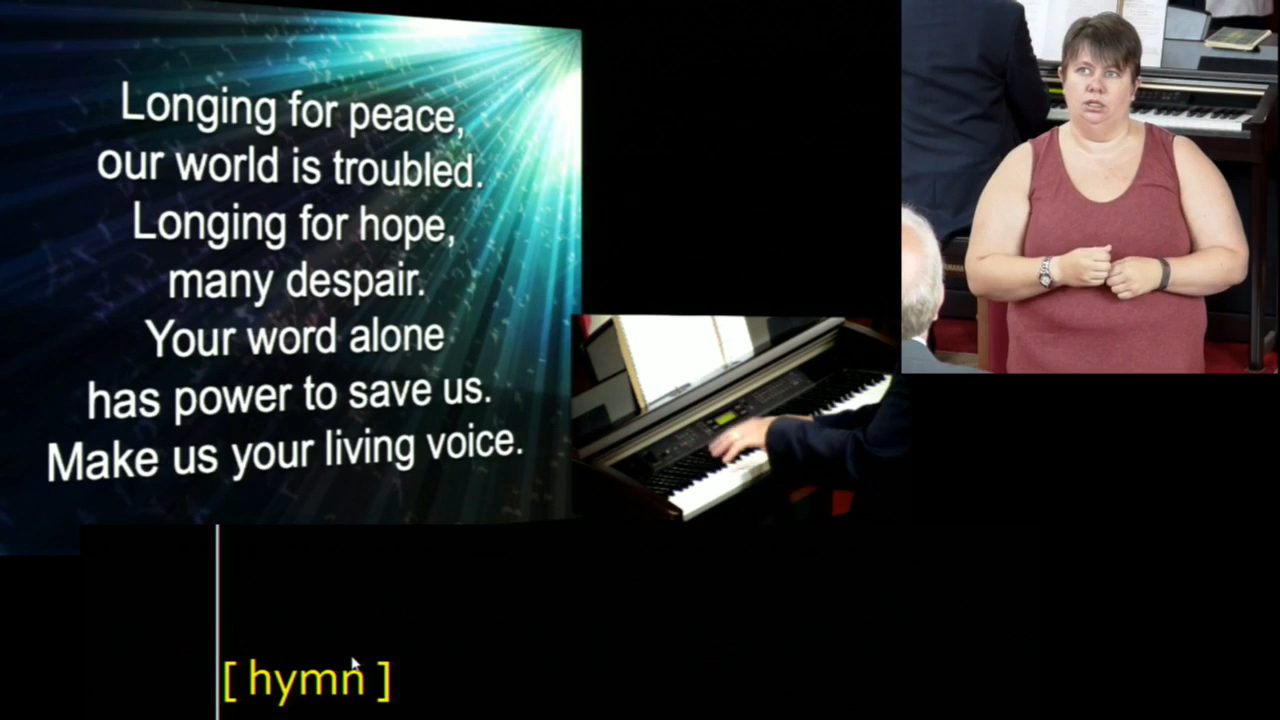 Longing for peace,
our world is troubled.
Longing for hope,
many despair.
Your word alone
has power to save us.
Make us your living voice.
[ hymn ]